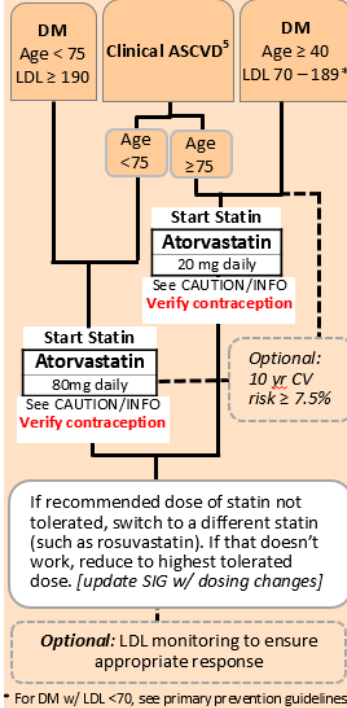 DM
Age < 75
LDL ≥ 190
Clinical ASCVD⁵
DM
Age ≥ 40
LDL 70 – 189*
Age
<75
Age
≥75
Start Statin
Atorvastatin
20 mg daily
See CAUTION/INFO
Verify contraception
Start Statin
Atorvastatin
80mg daily
See CAUTION/INFO
Verify contraception
Optional:
10 yr CV
risk ≥ 7.5%
If recommended dose of statin not
tolerated, switch to a different statin
(such as rosuvastatin). If that doesn’t
work, reduce to highest tolerated
dose. [update SIG w/ dosing changes]
Optional: LDL monitoring to ensure
appropriate response
* For DM w/ LDL <70, see primary prevention guidelines